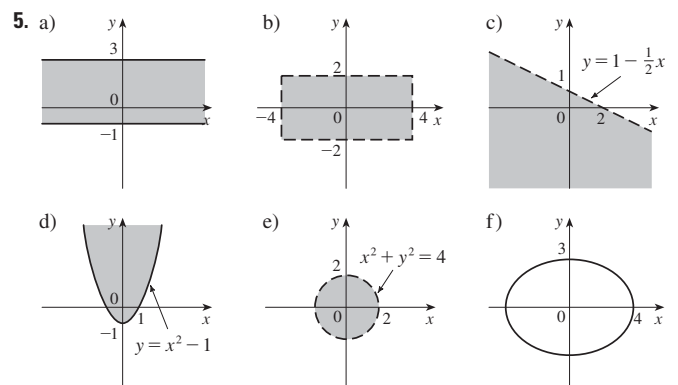 5. a)
y
3
0
-1
x
b)
y
2
-4
0
4 x
-2
c)
y
y = 1 - 1/2 x
1
0
2
x
d)
y
0
1
x
-1
y = x² - 1
e)
y
x² + y² = 4
2
0
2
x
f)
y
3
0
4 x